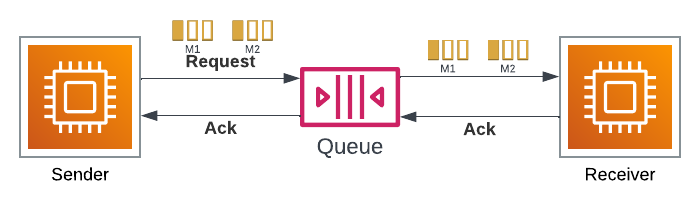 M1 M2
Request
M1 M2
Ack
Ack
Queue
Sender
Receiver